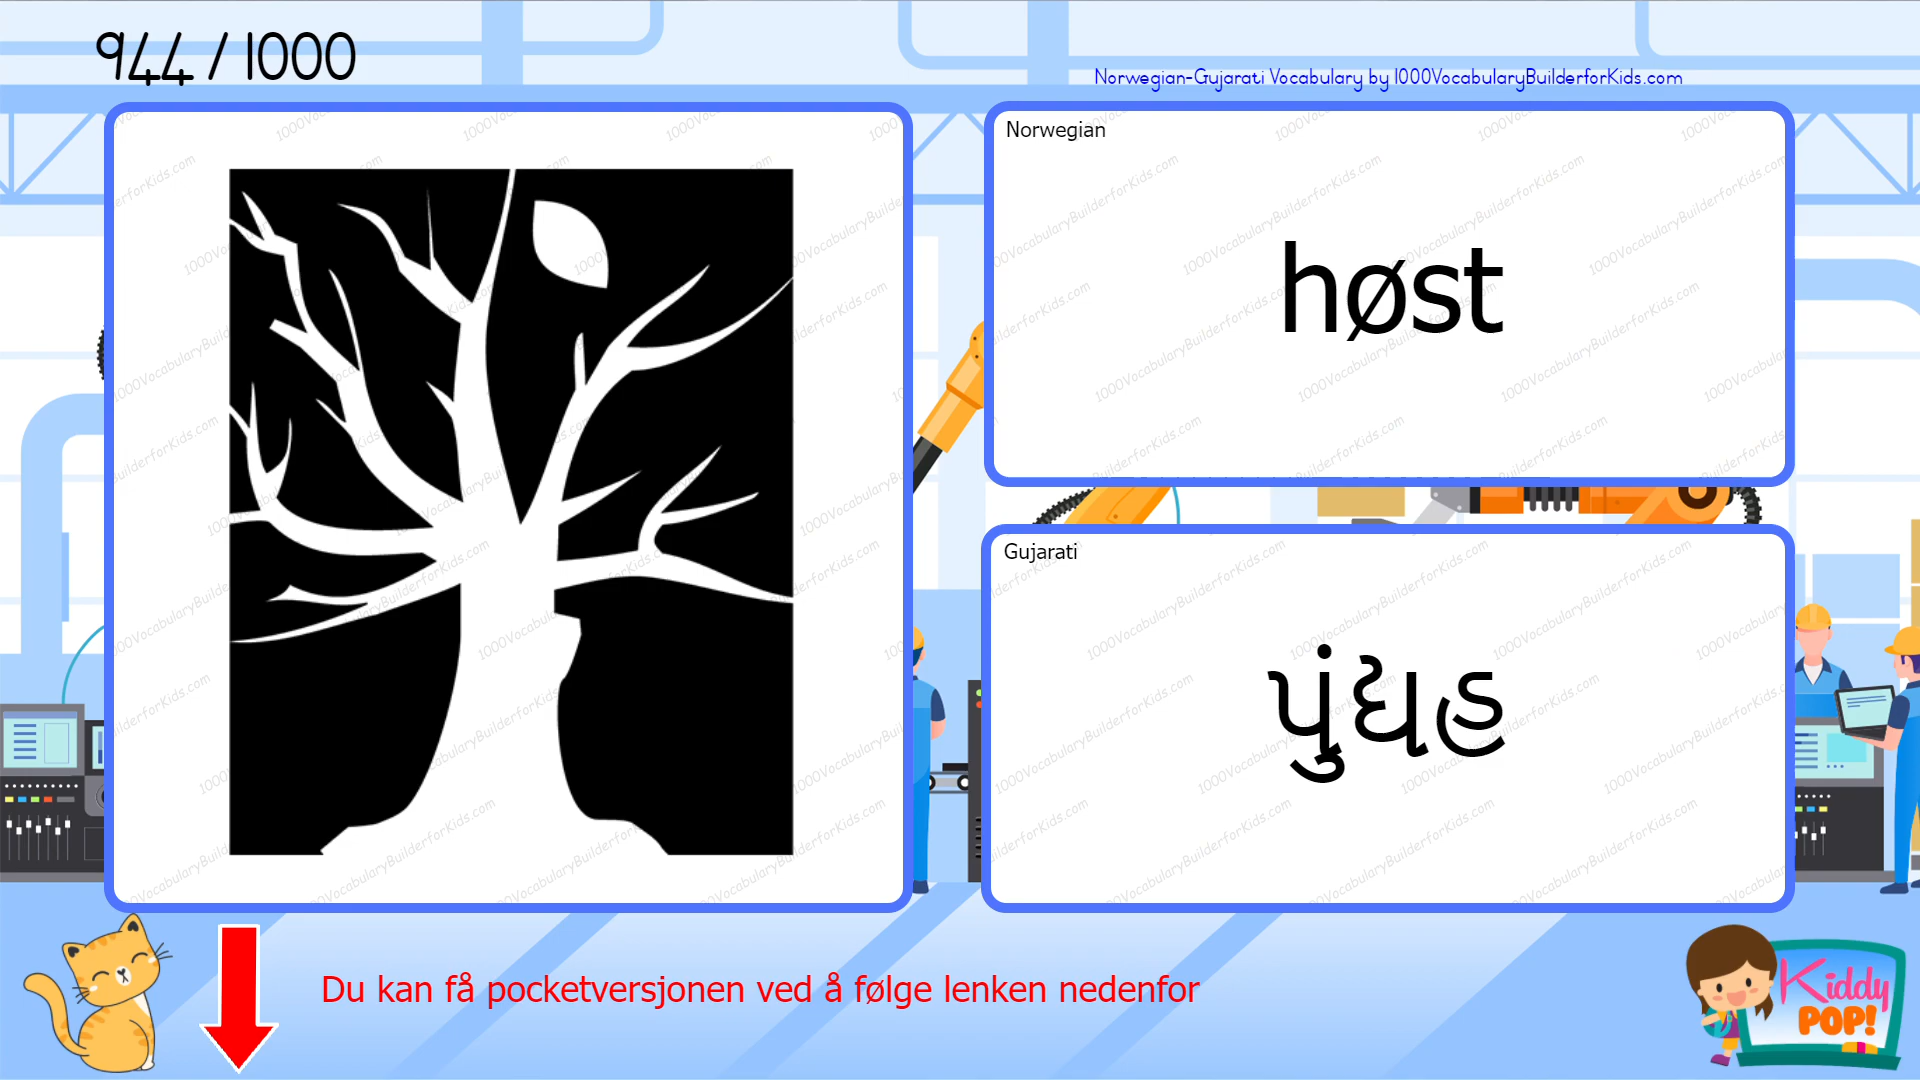 944 / 1000
Norwegian-Gujarati Vocabulary by 1000VocabularyBuilderforKids.com
Norwegian
høst
Gujarati
Du kan få pocketversjonen ved å følge lenken nedenfor
Kiddy
POP!